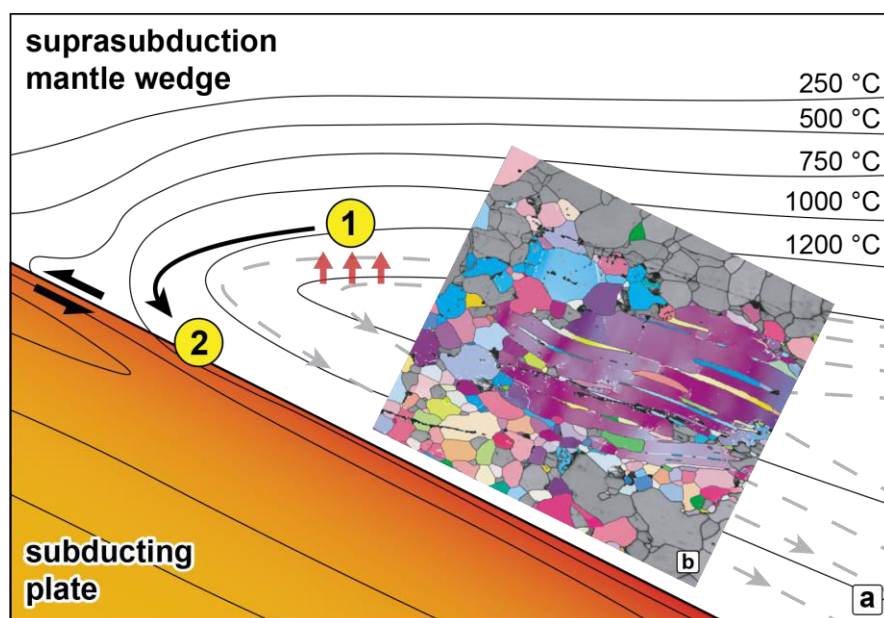 suprasubduction
mantle wedge
250 °C
500 °C
750 °C
1000 °C
1200 °C
1
2
subducting
plate
b
a